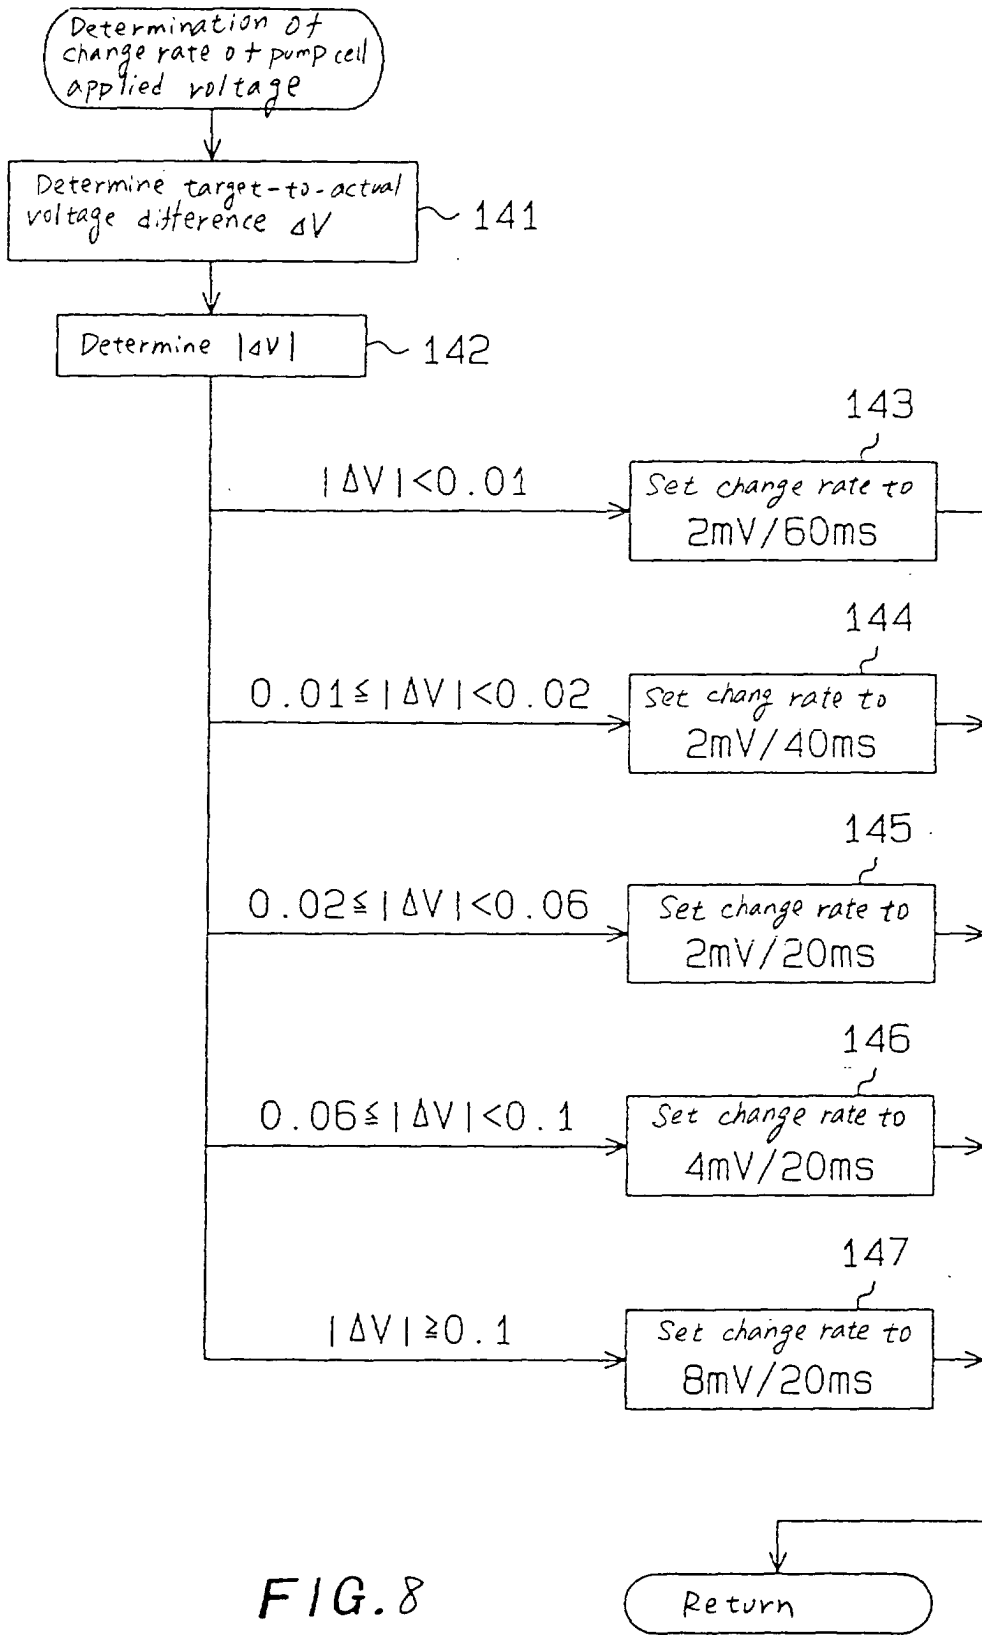 Determination of
change rate of pump cell
applied voltage
Determine target-to-actual
voltage difference ΔV
141
Determine |ΔV|
142
143
|ΔV|<0.01
Set change rate to
2mV/60ms
144
0.01≦|ΔV|<0.02
Set chang rate to
2mV/40ms
145
0.02≦|ΔV|<0.06
Set change rate to
2mV/20ms
146
0.06≦|ΔV|<0.1
Set change rate to
4mV/20ms
147
|ΔV|≧0.1
Set change rate to
8mV/20ms
FIG.8
Return